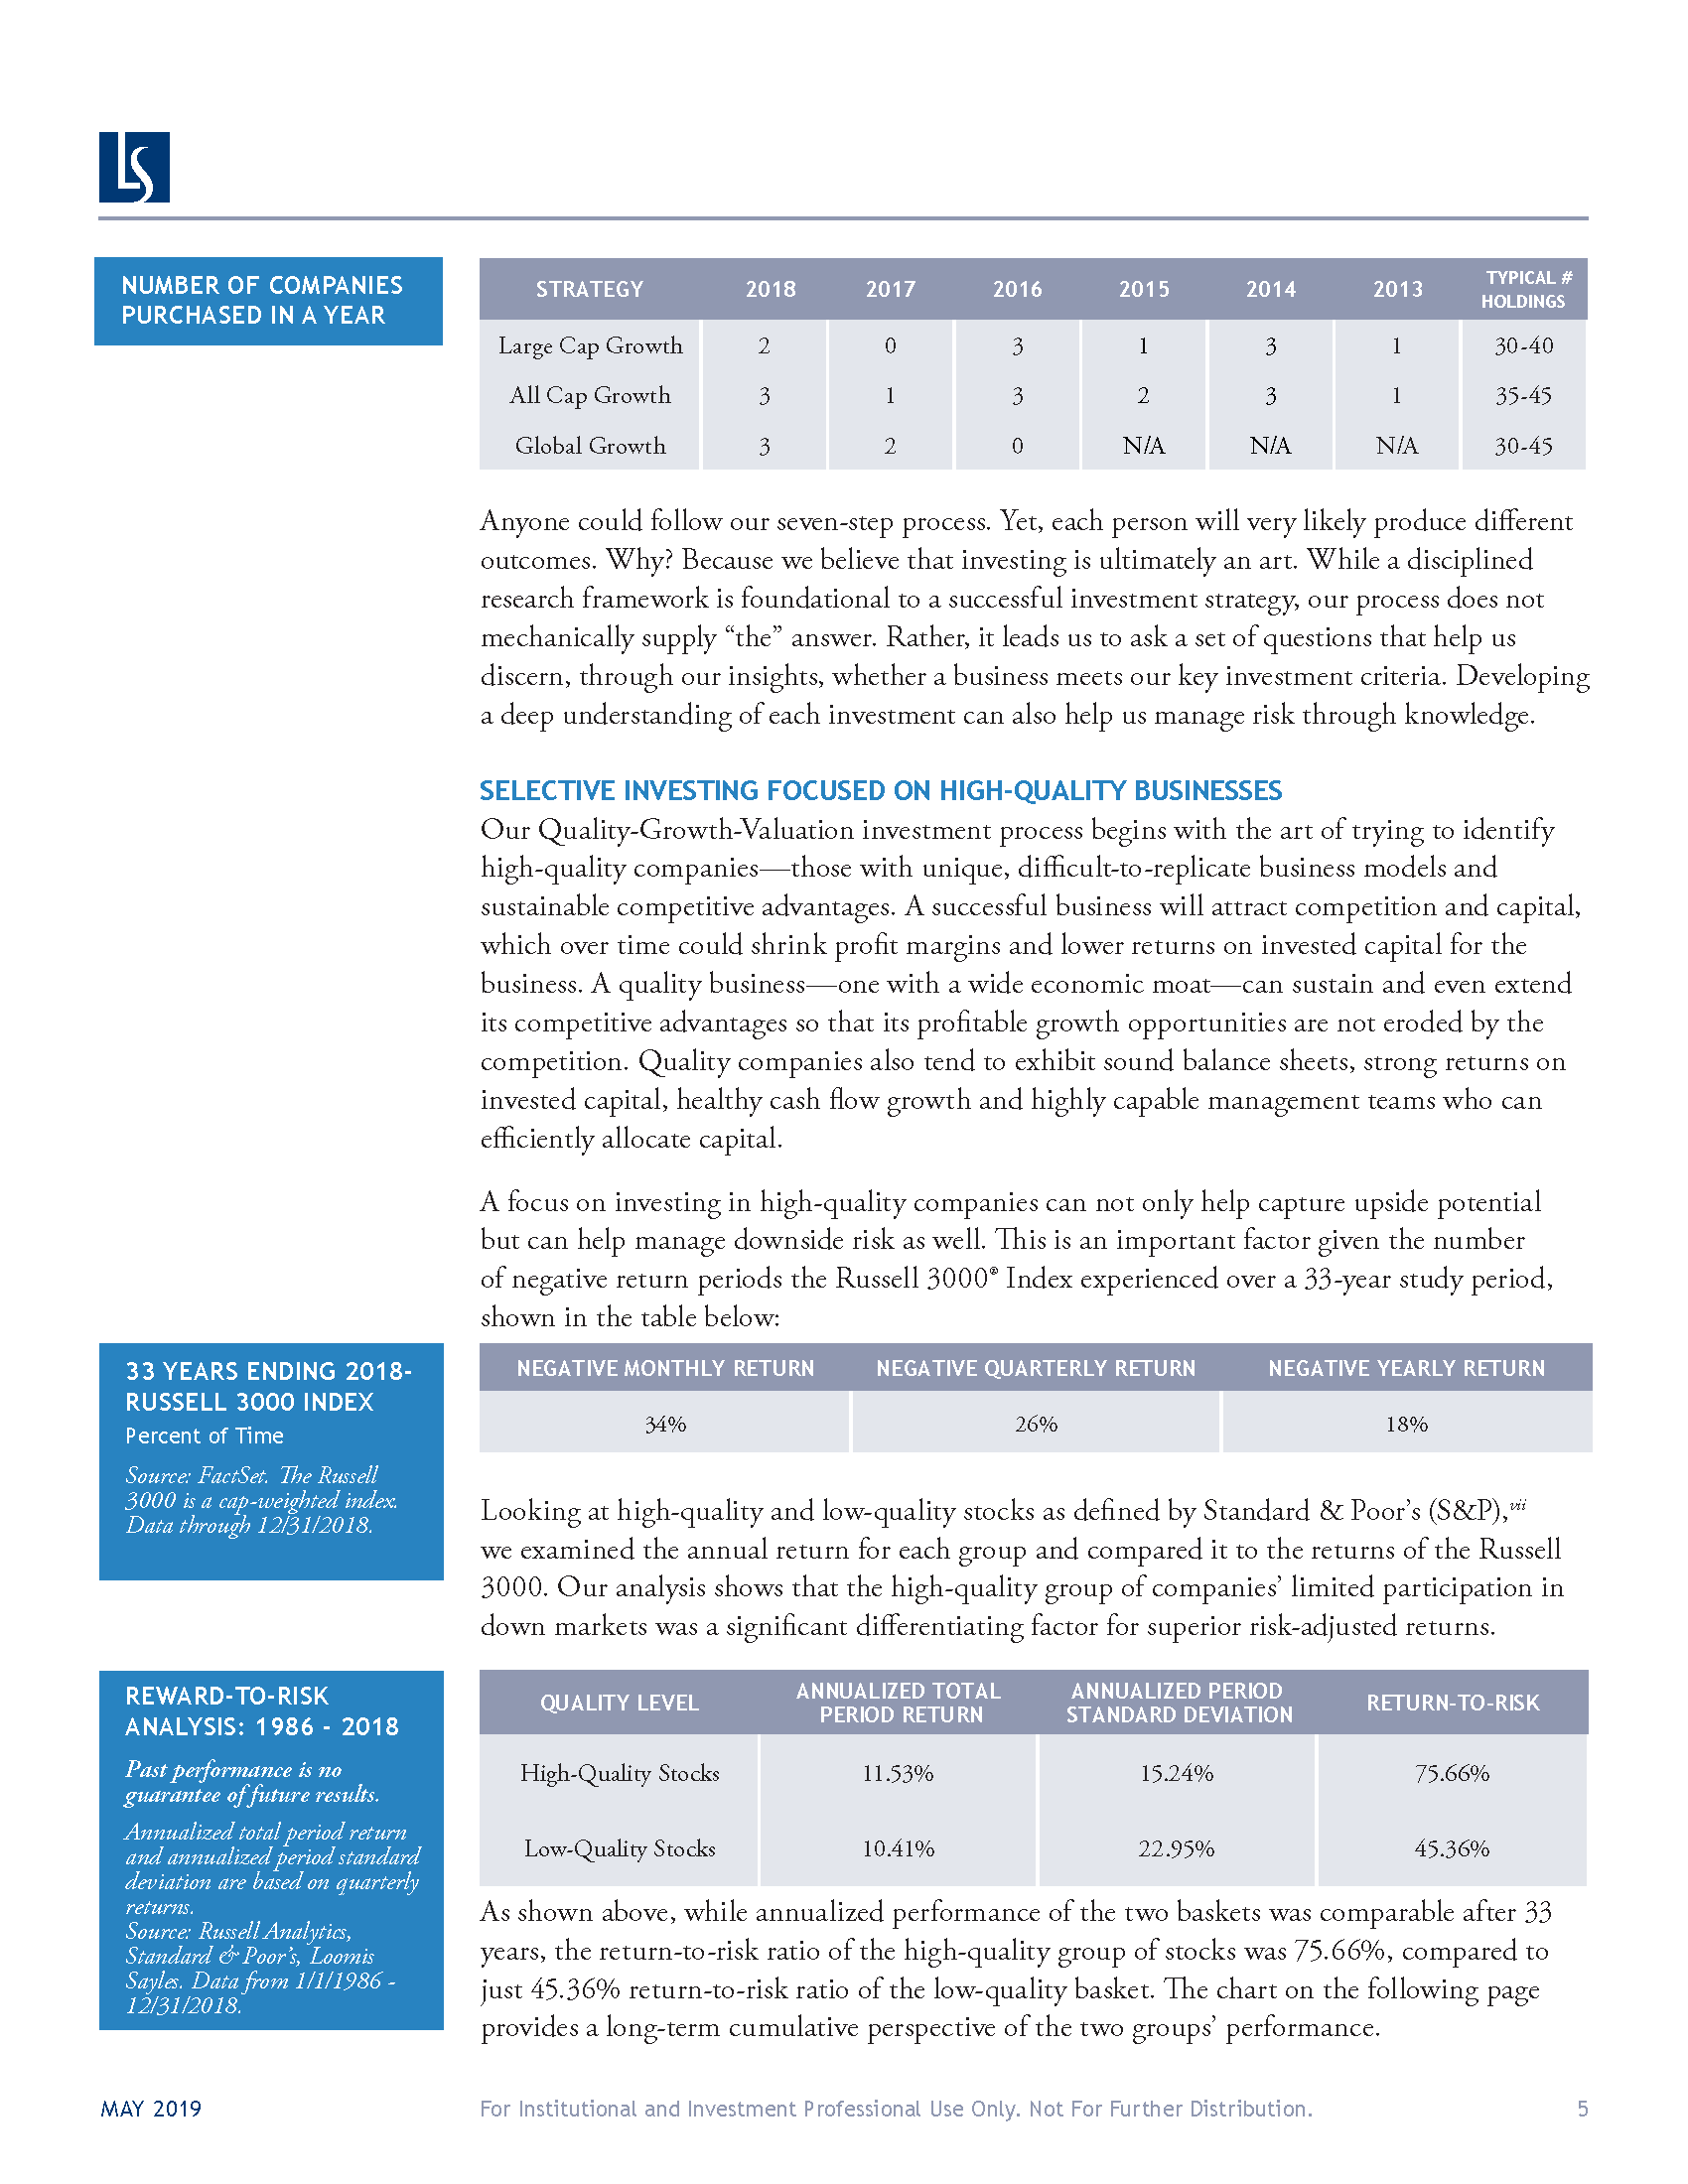 LS
NUMBER OF COMPANIES
PURCHASED IN A YEAR
STRATEGY 2018 2017 2016 2015 2014 2013 TYPICAL # HOLDINGS
Large Cap Growth 2 0 3 1 3 1 30-40
All Cap Growth 3 1 3 2 3 1 35-45
Global Growth 3 2 0 N/A N/A N/A 30-45
Anyone could follow our seven-step process. Yet, each person will very likely produce different
outcomes. Why? Because we believe that investing is ultimately an art. While a disciplined
research framework is foundational to a successful investment strategy, our process does not
mechanically supply “the” answer. Rather, it leads us to ask a set of questions that help us
discern, through our insights, whether a business meets our key investment criteria. Developing
a deep understanding of each investment can also help us manage risk through knowledge.
SELECTIVE INVESTING FOCUSED ON HIGH-QUALITY BUSINESSES
Our Quality-Growth-Valuation investment process begins with the art of trying to identify
high-quality companies—those with unique, difficult-to-replicate business models and
sustainable competitive advantages. A successful business will attract competition and capital,
which over time could shrink profit margins and lower returns on invested capital for the
business. A quality business—one with a wide economic moat—can sustain and even extend
its competitive advantages so that its profitable growth opportunities are not eroded by the
competition. Quality companies also tend to exhibit sound balance sheets, strong returns on
invested capital, healthy cash flow growth and highly capable management teams who can
efficiently allocate capital.
A focus on investing in high-quality companies can not only help capture upside potential
but can help manage downside risk as well. This is an important factor given the number
of negative return periods the Russell 3000® Index experienced over a 33-year study period,
shown in the table below:
33 YEARS ENDING 2018-
RUSSELL 3000 INDEX
Percent of Time
Source: FactSet. The Russell
3000 is a cap-weighted index.
Data through 12/31/2018.
NEGATIVE MONTHLY RETURN NEGATIVE QUARTERLY RETURN NEGATIVE YEARLY RETURN
34% 26% 18%
Looking at high-quality and low-quality stocks as defined by Standard & Poor’s (S&P),vii
we examined the annual return for each group and compared it to the returns of the Russell
3000. Our analysis shows that the high-quality group of companies’ limited participation in
down markets was a significant differentiating factor for superior risk-adjusted returns.
REWARD-TO-RISK
ANALYSIS: 1986 - 2018
Past performance is no
guarantee of future results.
Annualized total period return
and annualized period standard
deviation are based on quarterly
returns.
Source: Russell Analytics,
Standard & Poor’s, Loomis
Sayles. Data from 1/1/1986 -
12/31/2018.
QUALITY LEVEL ANNUALIZED TOTAL PERIOD RETURN ANNUALIZED PERIOD STANDARD DEVIATION RETURN-TO-RISK
High-Quality Stocks 11.53% 15.24% 75.66%
Low-Quality Stocks 10.41% 22.95% 45.36%
As shown above, while annualized performance of the two baskets was comparable after 33
years, the return-to-risk ratio of the high-quality group of stocks was 75.66%, compared to
just 45.36% return-to-risk ratio of the low-quality basket. The chart on the following page
provides a long-term cumulative perspective of the two groups’ performance.
MAY 2019 For Institutional and Investment Professional Use Only. Not For Further Distribution. 5